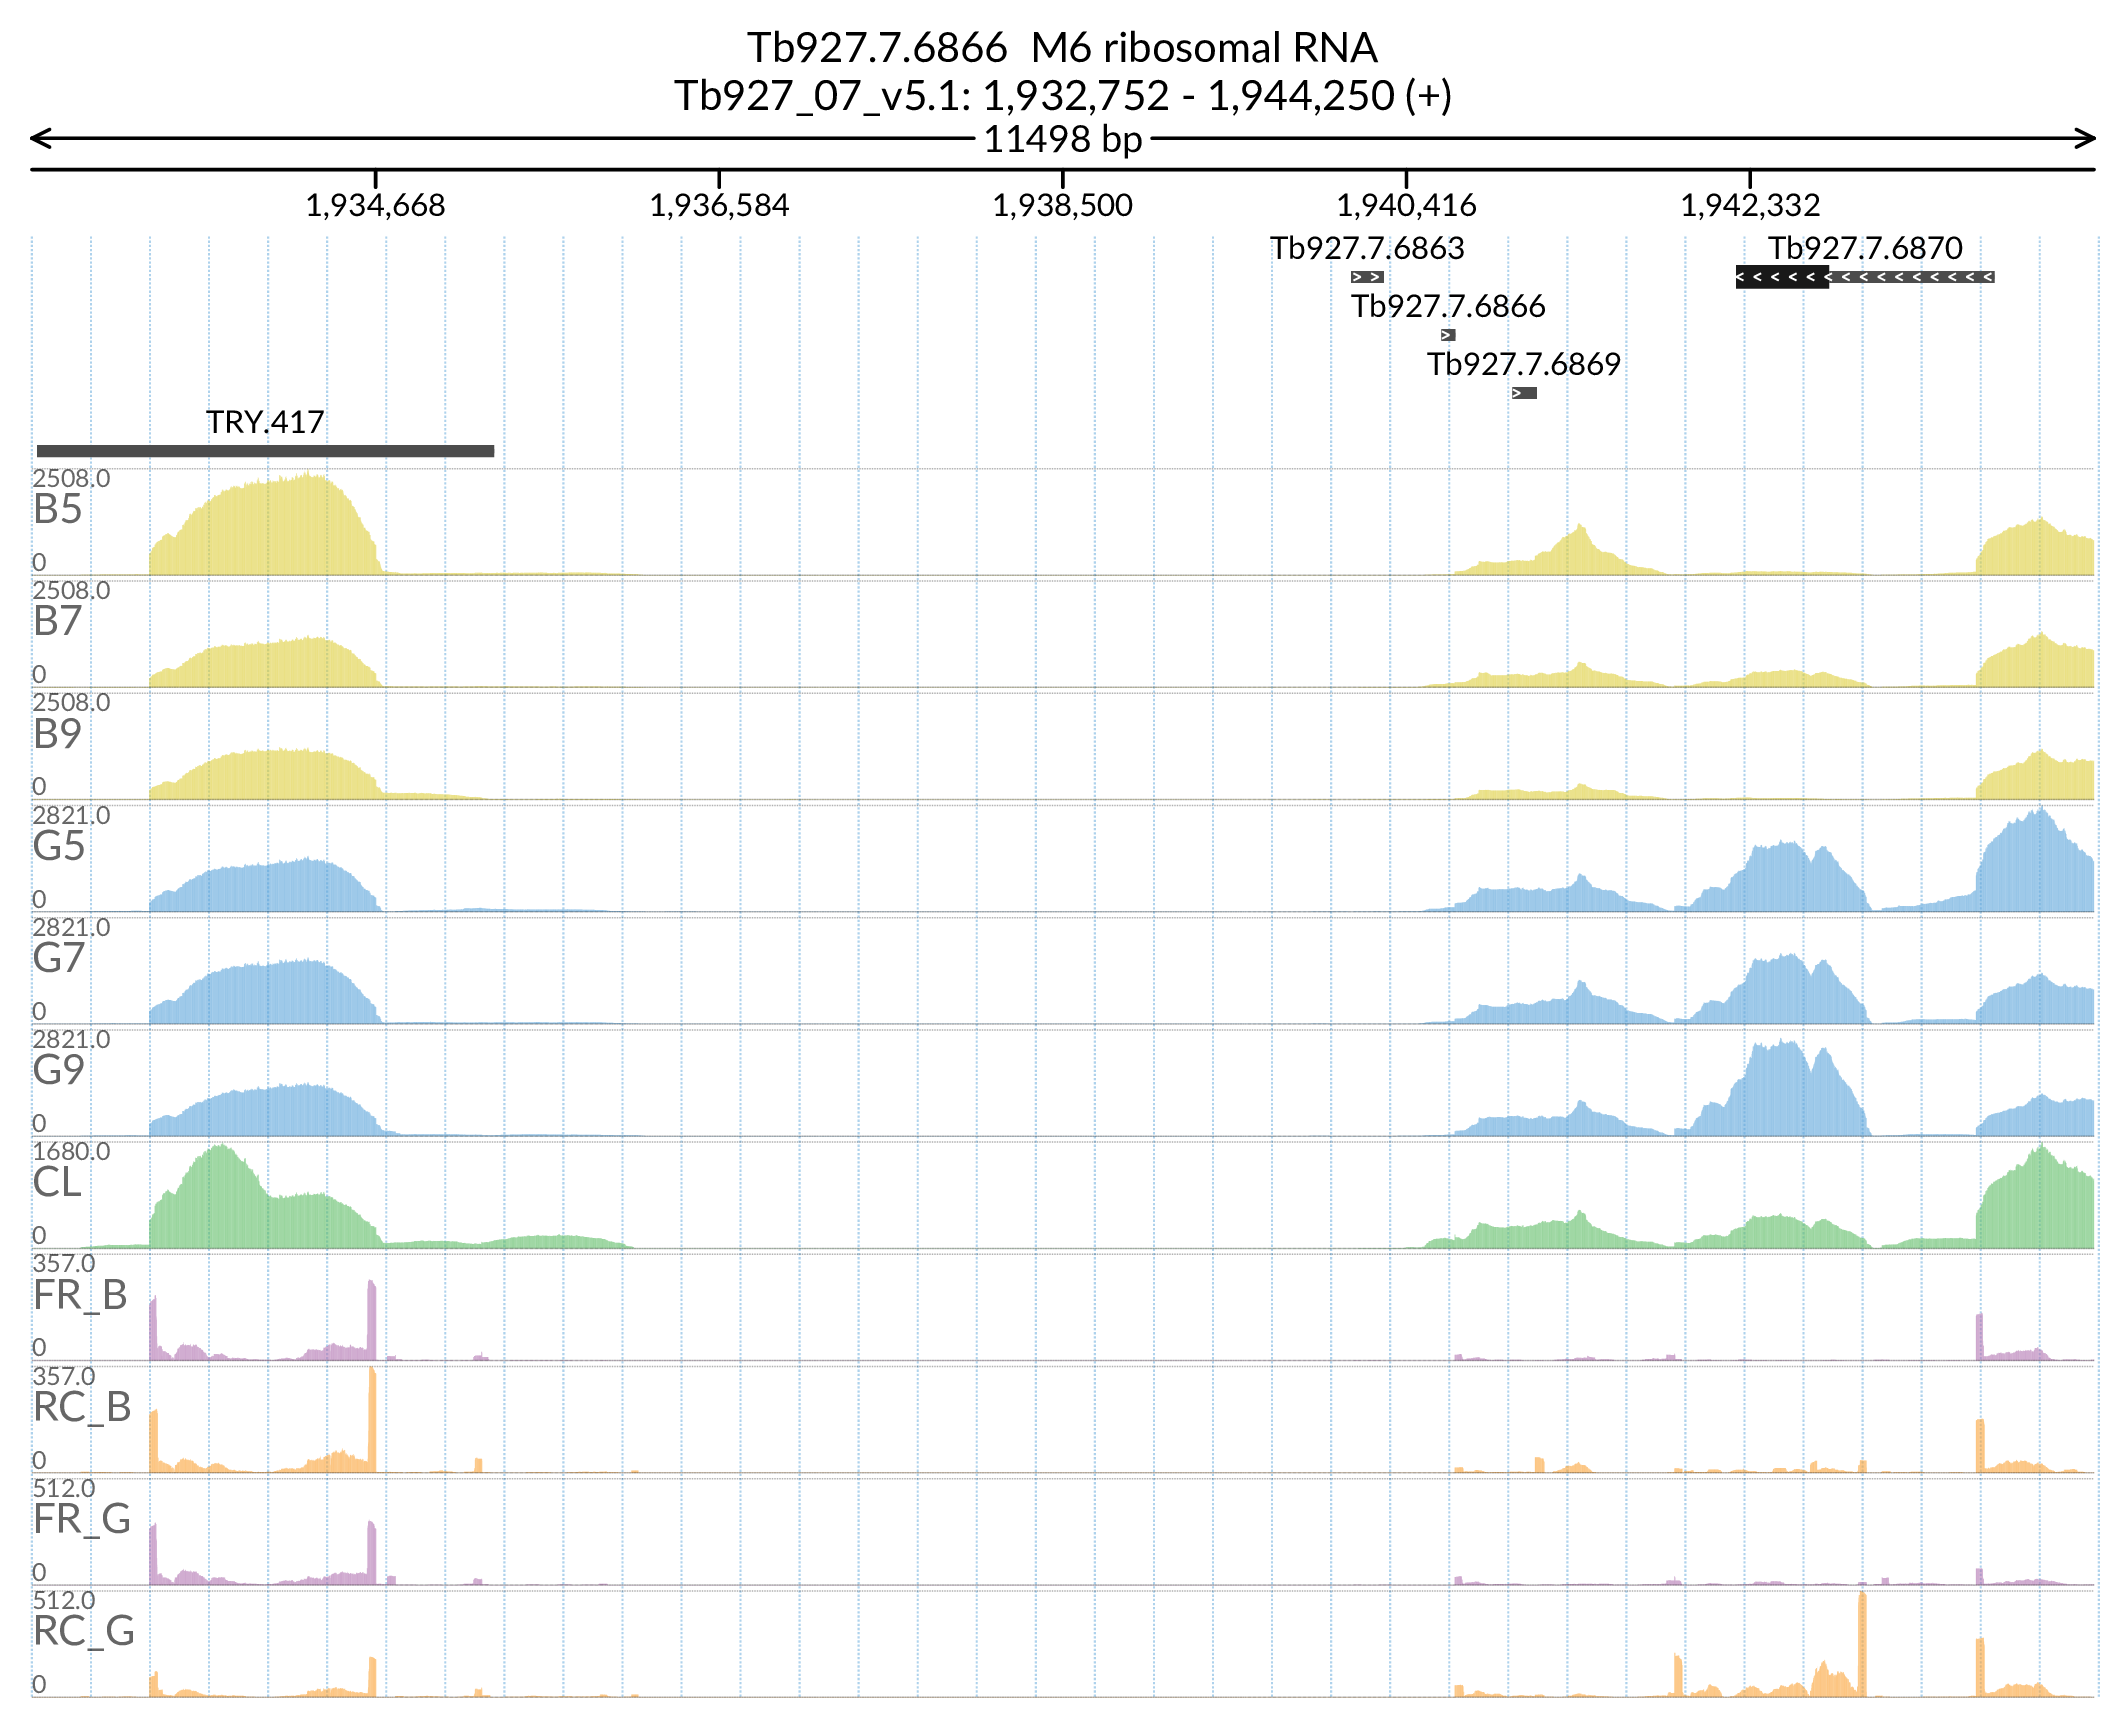 Tb927.7.6866 M6 ribosomal RNA
Tb927_07_v5.1: 1,932,752 - 1,944,250 (+)
11498 bp
1,934,668 1,936,584 1,938,500 1,940,416 1,942,332
Tb927.7.6863 Tb927.7.6870
Tb927.7.6866
Tb927.7.6869
TRY.417
2508.0
B5
0
2508.0
B7
0
2508.0
B9
0
2821.0
G5
0
2821.0
G7
0
2821.0
G9
0
1680.0
CL
0
357.0
FR_B
0
357.0
RC_B
0
512.0
FR_G
0
512.0
RC_G
0